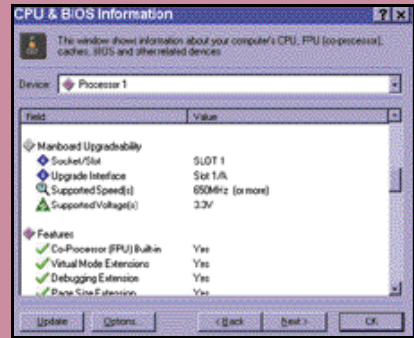 CPU & BIOS Information
This window shows information about your computer's CPU, FPU (co-processor),
caches, BIOS and other related devices
Device: Processor 1
Field Value
Mainboard Upgradeability
Socket/Slot SLOT 1
Upgrade Interface Slot 1/A
Supported Speed(s) 650MHz (or more)
Supported Voltage(s) 3.3V
Features
Co-Processor (FPU) Built-in Yes
Virtual Mode Extensions Yes
Debugging Extension Yes
Page Size Extension Yes
Update Options... < Back Next > OK